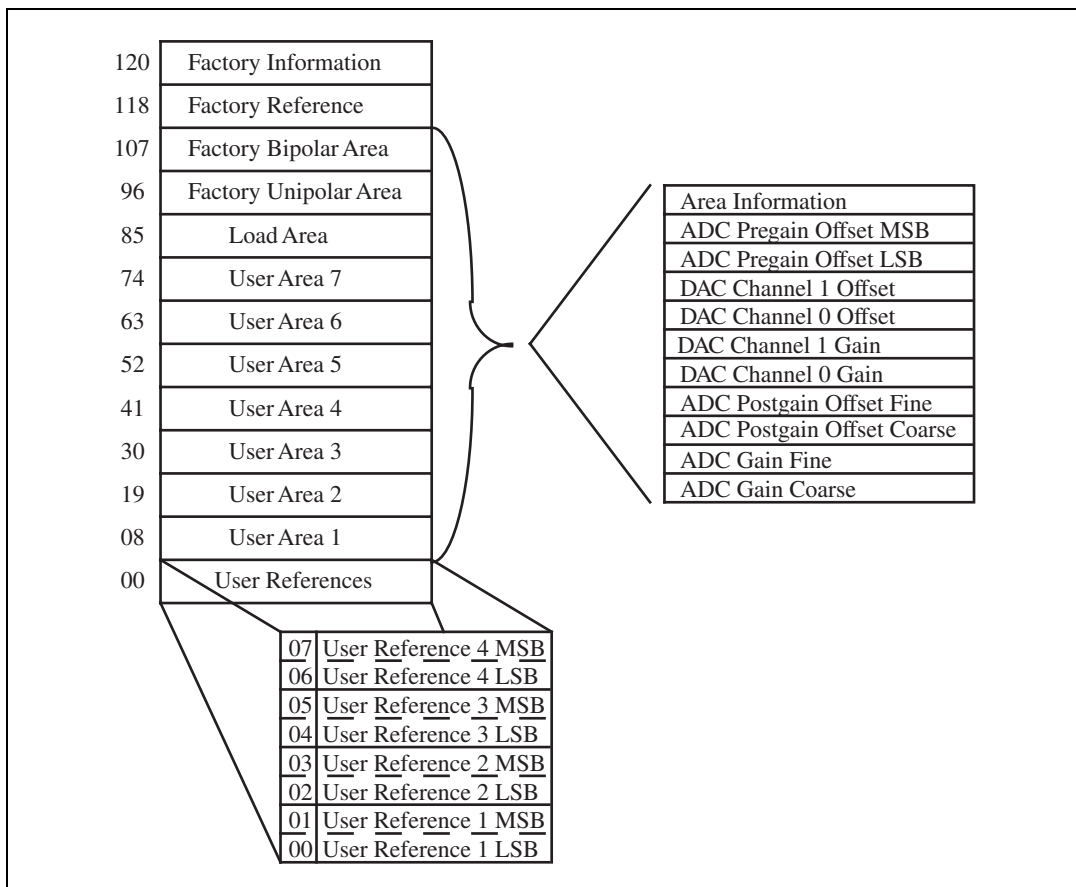 120 Factory Information
118 Factory Reference
107 Factory Bipolar Area
96 Factory Unipolar Area
85 Load Area
74 User Area 7
63 User Area 6
52 User Area 5
41 User Area 4
30 User Area 3
19 User Area 2
08 User Area 1
00 User References
Area Information
ADC Pregain Offset MSB
ADC Pregain Offset LSB
DAC Channel 1 Offset
DAC Channel 0 Offset
DAC Channel 1 Gain
DAC Channel 0 Gain
ADC Postgain Offset Fine
ADC Postgain Offset Coarse
ADC Gain Fine
ADC Gain Coarse
07 User Reference 4 MSB
06 User Reference 4 LSB
05 User Reference 3 MSB
04 User Reference 3 LSB
03 User Reference 2 MSB
02 User Reference 2 LSB
01 User Reference 1 MSB
00 User Reference 1 LSB